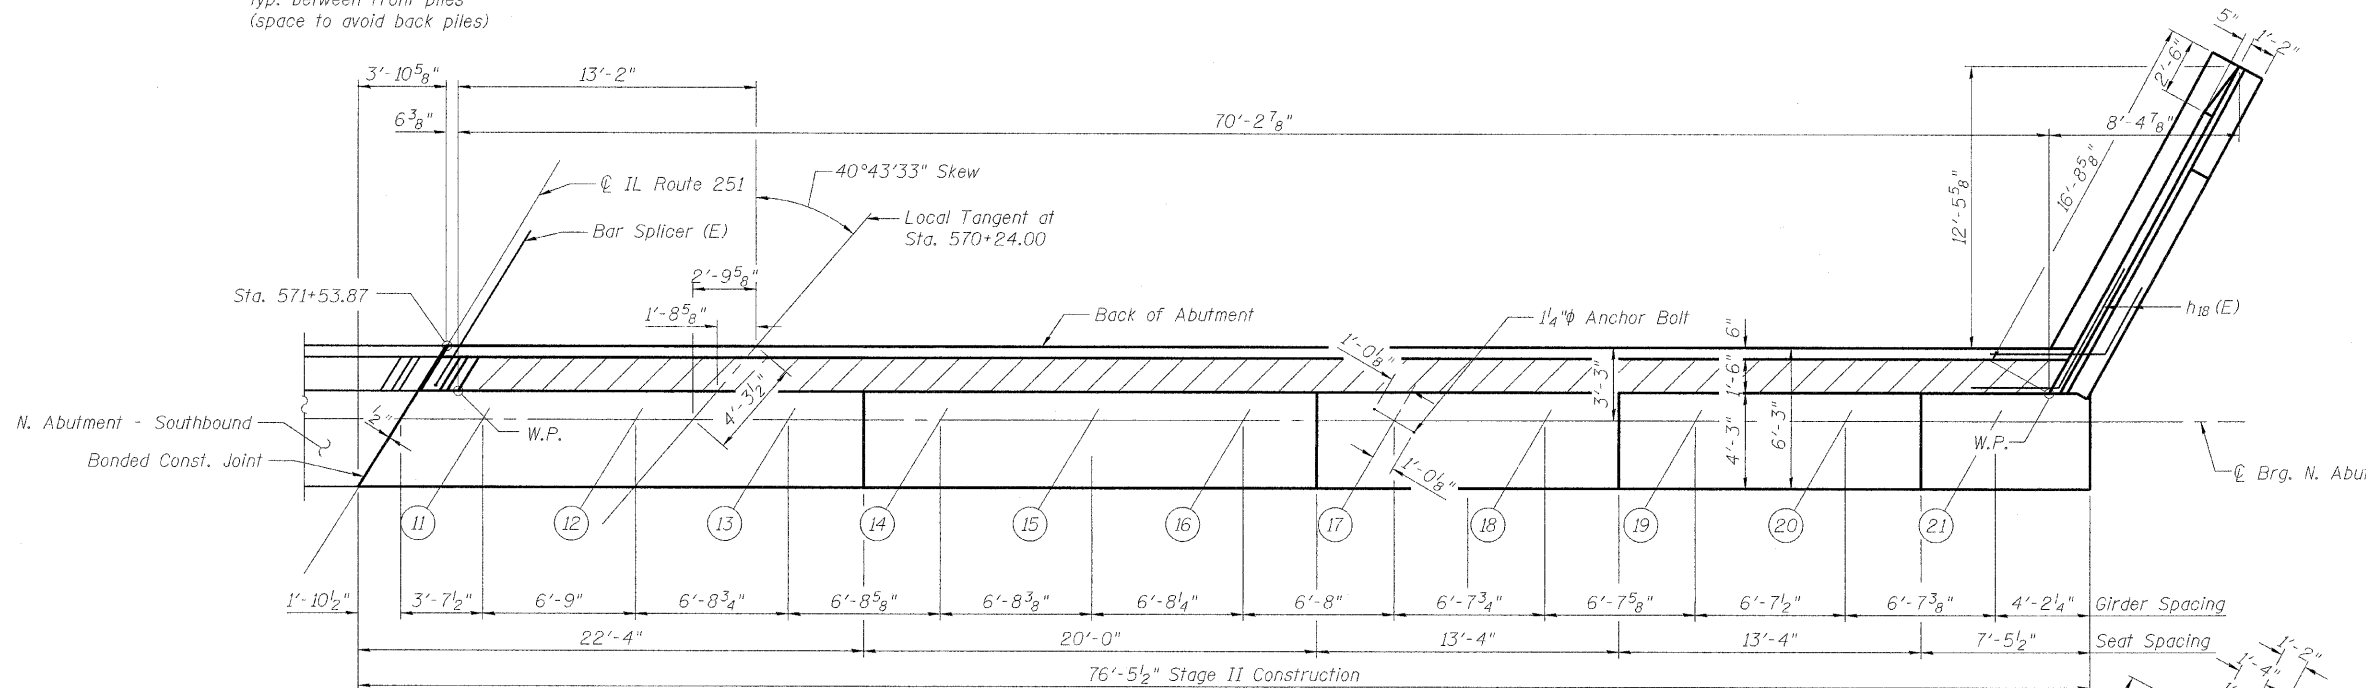 Typ. between front piles
(space to avoid back piles)
5"
1'-2"
2'-6"
3'-10⅝"
13'-2"
6⅜"
70'-2⅞"
8'-4⅞"
16'-8⅝"
12'-5⅝"
40°43'33" Skew
℄ IL Route 251
Local Tangent at
Sta. 570+24.00
Bar Splicer (E)
2'-9⅝"
Sta. 571+53.87
1'-8⅝"
Back of Abutment
1¼"φ Anchor Bolt
h18 (E)
6"
1'-0⅛"
3'-3"
1'-6"
4'-3½"
N. Abutment - Southbound
½"
W.P.
4'-3"
6'-3"
W.P.
Bonded Const. Joint
1'-0⅛"
℄ Brg. N. Abu
11
12
13
14
15
16
17
18
19
20
21
1'-10½"
3'-7½"
6'-9"
6'-8¾"
6'-8⅝"
6'-8⅜"
6'-8¼"
6'-8"
6'-7¾"
6'-7⅝"
6'-7½"
6'-7⅜"
4'-2¼"
Girder Spacing
22'-4"
20'-0"
13'-4"
13'-4"
7'-5½"
Seat Spacing
76'-5½" Stage II Construction
1'-2"
1'-4"